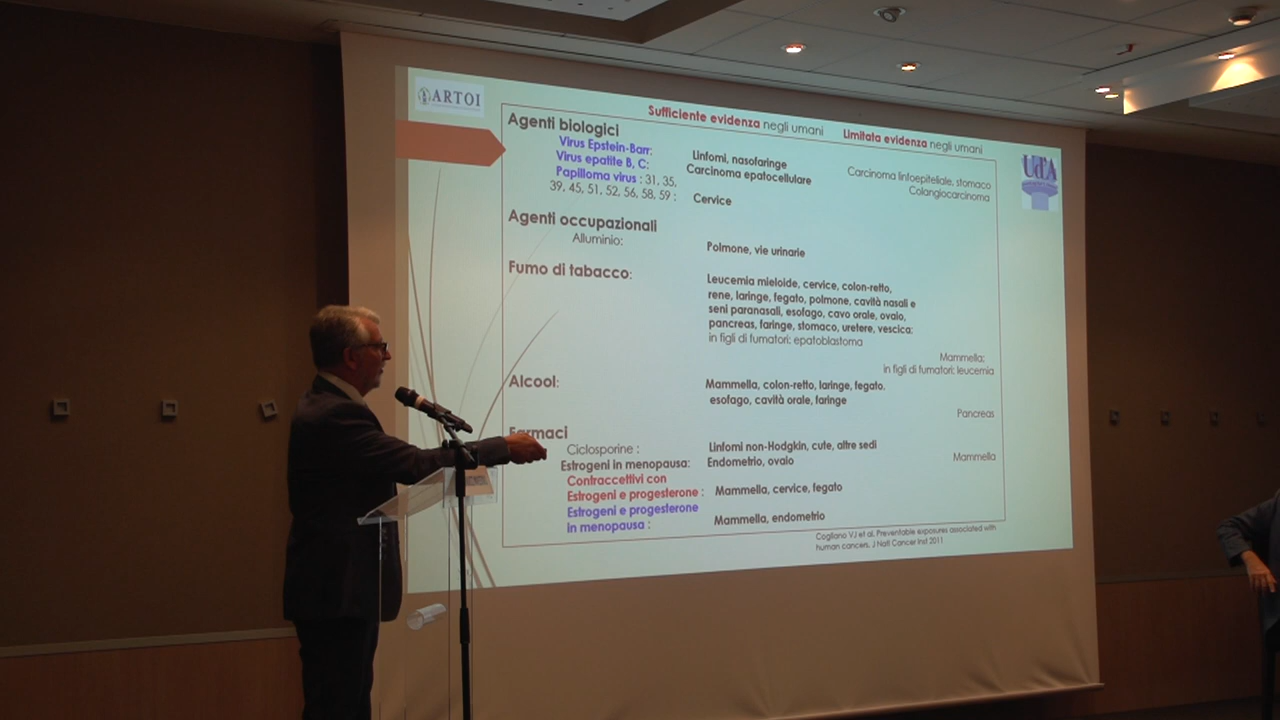 ARTOI
Sufficiente evidenza negli umani Limitata evidenza negli umani
UdA
Agenti biologici
Virus Epstein-Barr: Linfomi, nasofaringe Carcinoma linfoepiteliale, stomaco
Virus epatite B, C: Carcinoma epatocellulare Colangiocarcinoma
Papilloma virus : 31, 35,
39, 45, 51, 52, 56, 58, 59 : Cervice
Agenti occupazionali
Alluminio: Polmone, vie urinarie
Fumo di tabacco: Leucemia mieloide, cervice, colon-retto,
rene, laringe, fegato, polmone, cavità nasali e
seni paranasali, esofago, cavo orale, ovaio,
pancreas, faringe, stomaco, uretere, vescica;
in figli di fumatori: epatoblastoma
Mammella;
in figli di fumatori: leucemia
Alcool: Mammella, colon-retto, laringe, fegato,
esofago, cavità orale, faringe
Pancreas
Farmaci
Ciclosporine : Linfomi non-Hodgkin, cute, altre sedi
Estrogeni in menopausa: Endometrio, ovaio Mammella
Contraccettivi con
Estrogeni e progesterone : Mammella, cervice, fegato
Estrogeni e progesterone
in menopausa : Mammella, endometrio
Cogliano VJ et al. Preventable exposures associated with
human cancers. J Natl Cancer Inst 2011